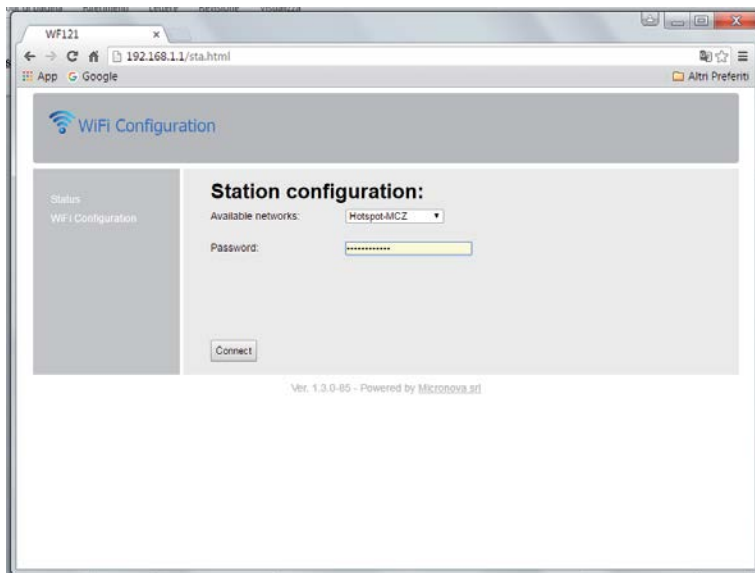 WF121
192.168.1.1/sta.html
App Google Altri Preferiti
WiFi Configuration
Status
WiFi Configuration
Station configuration:
Available networks: Hotspot-MCZ
Password: ••••••••••••
Connect
Ver. 1.3.0-85 - Powered by Micronova srl